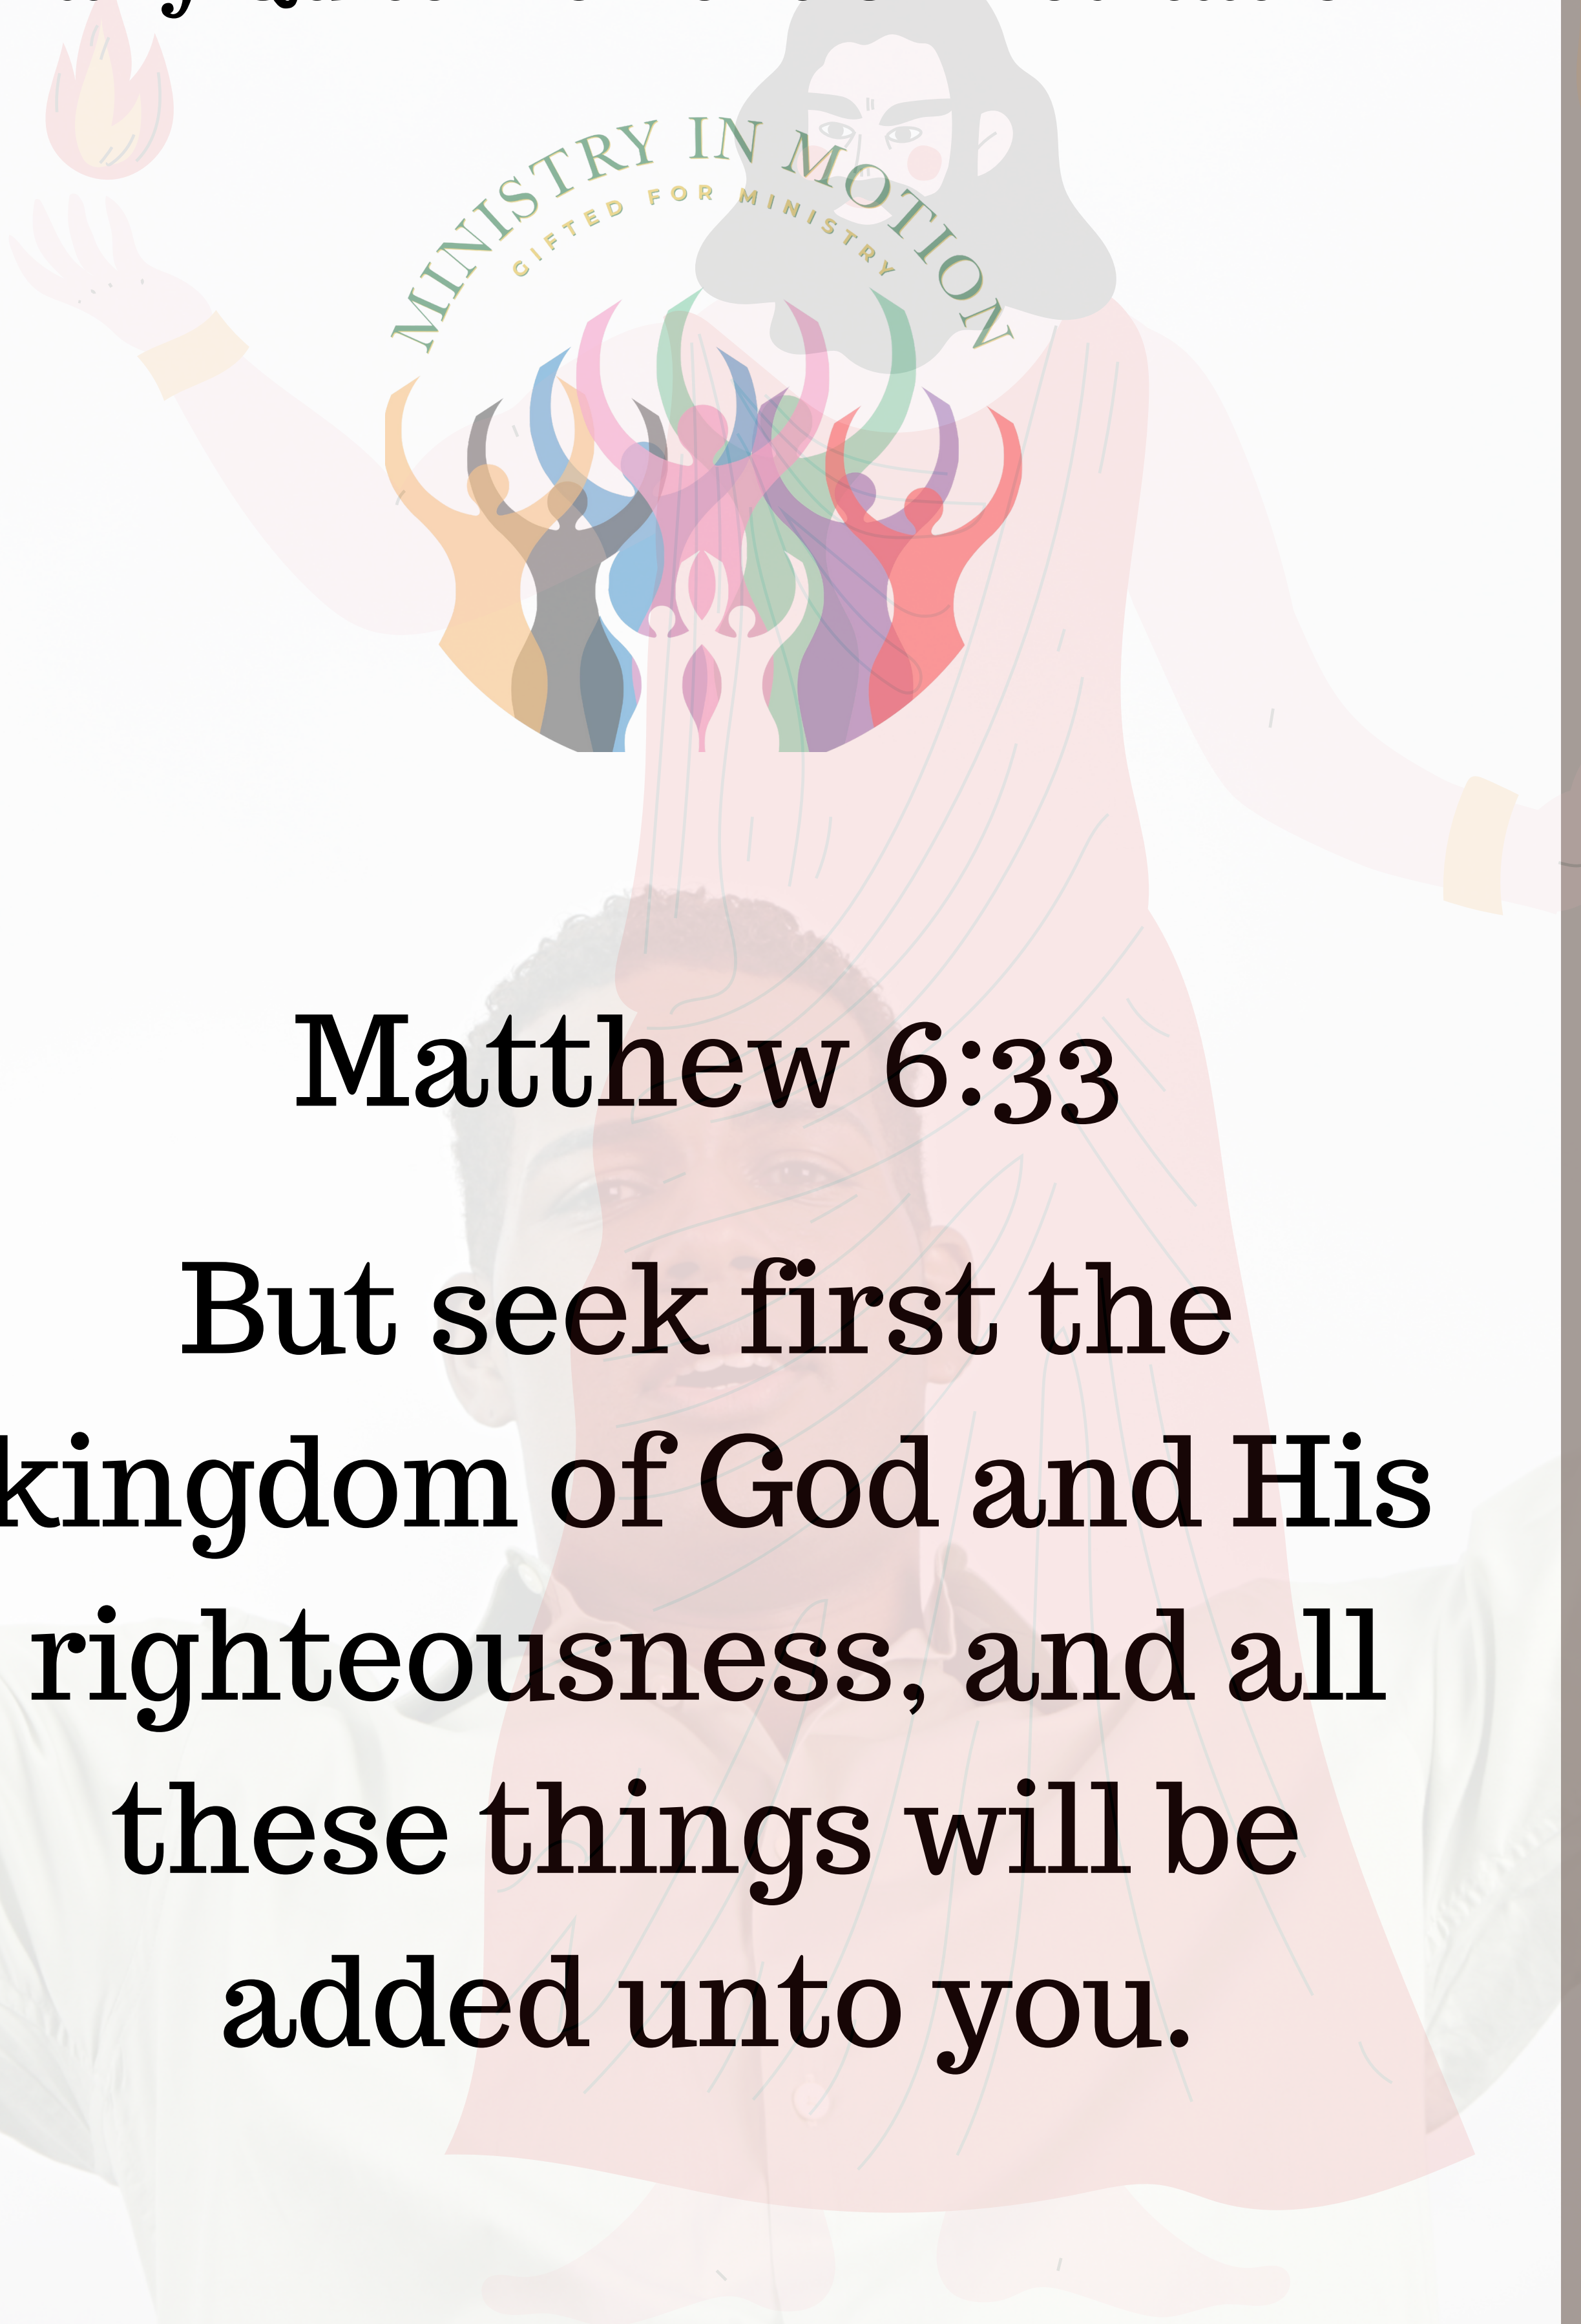 MINISTRY IN MOTION
GIFTED FOR MINISTRY
Matthew 6:33
But seek first the
kingdom of God and His
righteousness, and all
these things will be
added unto you.